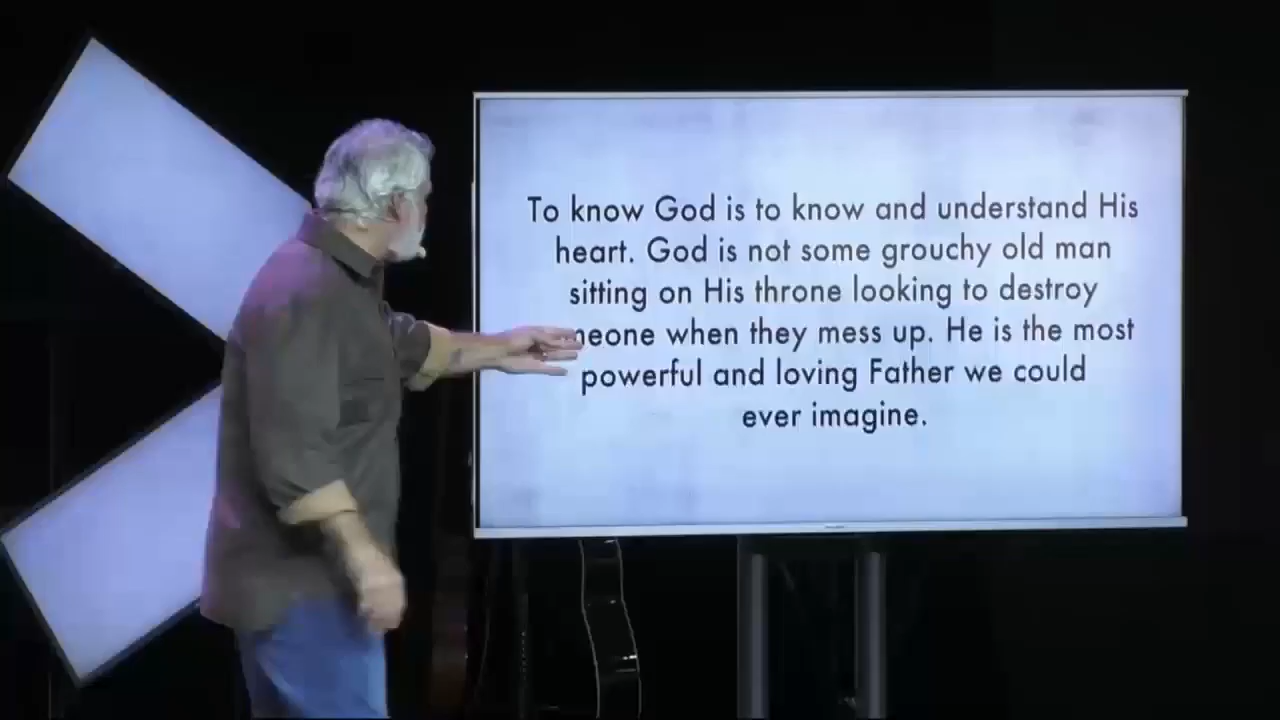 To know God is to know and understand His
heart. God is not some grouchy old man
sitting on His throne looking to destroy
meone when they mess up. He is the most
powerful and loving Father we could
ever imagine.